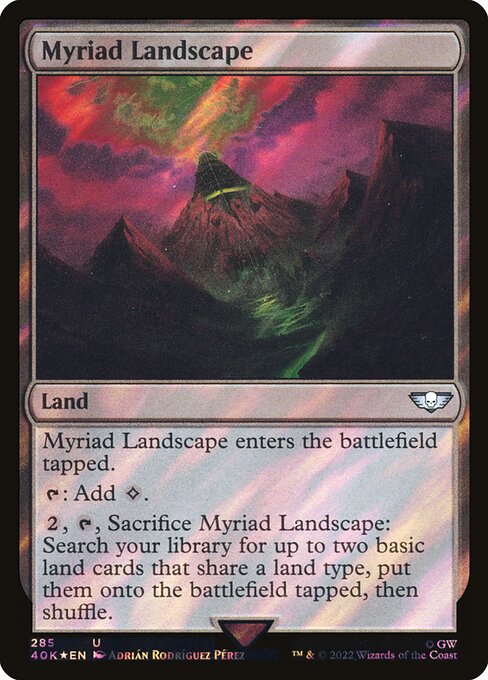 Myriad Landscape
Land
Myriad Landscape enters the battlefield
tapped.
: Add .
2, , Sacrifice Myriad Landscape:
Search your library for up to two basic
land cards that share a land type, put
them onto the battlefield tapped, then
shuffle.
285 U
40K★EN Adrián Rodríguez Pérez
© GW
™ & © 2022 Wizards of the Coast